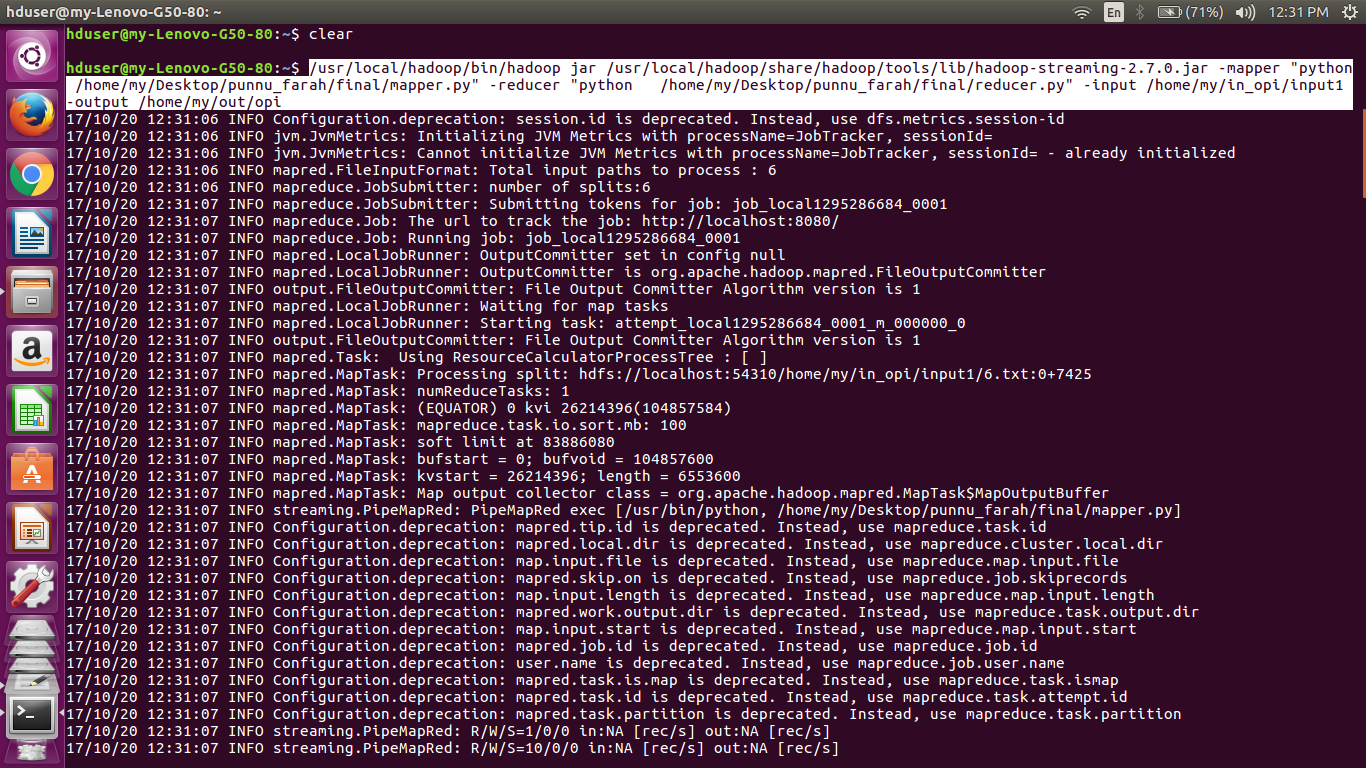 hduser@my-Lenovo-G50-80: ~
En
(71%)
12:31 PM
hduser@my-Lenovo-G50-80:~$ clear
hduser@my-Lenovo-G50-80:~$ /usr/local/hadoop/bin/hadoop jar /usr/local/hadoop/share/hadoop/tools/lib/hadoop-streaming-2.7.0.jar -mapper "python
/home/my/Desktop/punnu_farah/final/mapper.py" -reducer "python   /home/my/Desktop/punnu_farah/final/reducer.py" -input /home/my/in_opi/input1
-output /home/my/out/opi
17/10/20 12:31:06 INFO Configuration.deprecation: session.id is deprecated. Instead, use dfs.metrics.session-id
17/10/20 12:31:06 INFO jvm.JvmMetrics: Initializing JVM Metrics with processName=JobTracker, sessionId=
17/10/20 12:31:06 INFO jvm.JvmMetrics: Cannot initialize JVM Metrics with processName=JobTracker, sessionId= - already initialized
17/10/20 12:31:06 INFO mapred.FileInputFormat: Total input paths to process : 6
17/10/20 12:31:06 INFO mapreduce.JobSubmitter: number of splits:6
17/10/20 12:31:07 INFO mapreduce.JobSubmitter: Submitting tokens for job: job_local1295286684_0001
17/10/20 12:31:07 INFO mapreduce.Job: The url to track the job: http://localhost:8080/
17/10/20 12:31:07 INFO mapreduce.Job: Running job: job_local1295286684_0001
17/10/20 12:31:07 INFO mapred.LocalJobRunner: OutputCommitter set in config null
17/10/20 12:31:07 INFO mapred.LocalJobRunner: OutputCommitter is org.apache.hadoop.mapred.FileOutputCommitter
17/10/20 12:31:07 INFO output.FileOutputCommitter: File Output Committer Algorithm version is 1
17/10/20 12:31:07 INFO mapred.LocalJobRunner: Waiting for map tasks
17/10/20 12:31:07 INFO mapred.LocalJobRunner: Starting task: attempt_local1295286684_0001_m_000000_0
17/10/20 12:31:07 INFO output.FileOutputCommitter: File Output Committer Algorithm version is 1
17/10/20 12:31:07 INFO mapred.Task:  Using ResourceCalculatorProcessTree : [ ]
17/10/20 12:31:07 INFO mapred.MapTask: Processing split: hdfs://localhost:54310/home/my/in_opi/input1/6.txt:0+7425
17/10/20 12:31:07 INFO mapred.MapTask: numReduceTasks: 1
17/10/20 12:31:07 INFO mapred.MapTask: (EQUATOR) 0 kvi 26214396(104857584)
17/10/20 12:31:07 INFO mapred.MapTask: mapreduce.task.io.sort.mb: 100
17/10/20 12:31:07 INFO mapred.MapTask: soft limit at 83886080
17/10/20 12:31:07 INFO mapred.MapTask: bufstart = 0; bufvoid = 104857600
17/10/20 12:31:07 INFO mapred.MapTask: kvstart = 26214396; length = 6553600
17/10/20 12:31:07 INFO mapred.MapTask: Map output collector class = org.apache.hadoop.mapred.MapTask$MapOutputBuffer
17/10/20 12:31:07 INFO streaming.PipeMapRed: PipeMapRed exec [/usr/bin/python, /home/my/Desktop/punnu_farah/final/mapper.py]
17/10/20 12:31:07 INFO Configuration.deprecation: mapred.tip.id is deprecated. Instead, use mapreduce.task.id
17/10/20 12:31:07 INFO Configuration.deprecation: mapred.local.dir is deprecated. Instead, use mapreduce.cluster.local.dir
17/10/20 12:31:07 INFO Configuration.deprecation: map.input.file is deprecated. Instead, use mapreduce.map.input.file
17/10/20 12:31:07 INFO Configuration.deprecation: mapred.skip.on is deprecated. Instead, use mapreduce.job.skiprecords
17/10/20 12:31:07 INFO Configuration.deprecation: map.input.length is deprecated. Instead, use mapreduce.map.input.length
17/10/20 12:31:07 INFO Configuration.deprecation: mapred.work.output.dir is deprecated. Instead, use mapreduce.task.output.dir
17/10/20 12:31:07 INFO Configuration.deprecation: map.input.start is deprecated. Instead, use mapreduce.map.input.start
17/10/20 12:31:07 INFO Configuration.deprecation: mapred.job.id is deprecated. Instead, use mapreduce.job.id
17/10/20 12:31:07 INFO Configuration.deprecation: user.name is deprecated. Instead, use mapreduce.job.user.name
17/10/20 12:31:07 INFO Configuration.deprecation: mapred.task.is.map is deprecated. Instead, use mapreduce.task.ismap
17/10/20 12:31:07 INFO Configuration.deprecation: mapred.task.id is deprecated. Instead, use mapreduce.task.attempt.id
17/10/20 12:31:07 INFO Configuration.deprecation: mapred.task.partition is deprecated. Instead, use mapreduce.task.partition
17/10/20 12:31:07 INFO streaming.PipeMapRed: R/W/S=1/0/0 in:NA [rec/s] out:NA [rec/s]
17/10/20 12:31:07 INFO streaming.PipeMapRed: R/W/S=10/0/0 in:NA [rec/s] out:NA [rec/s]